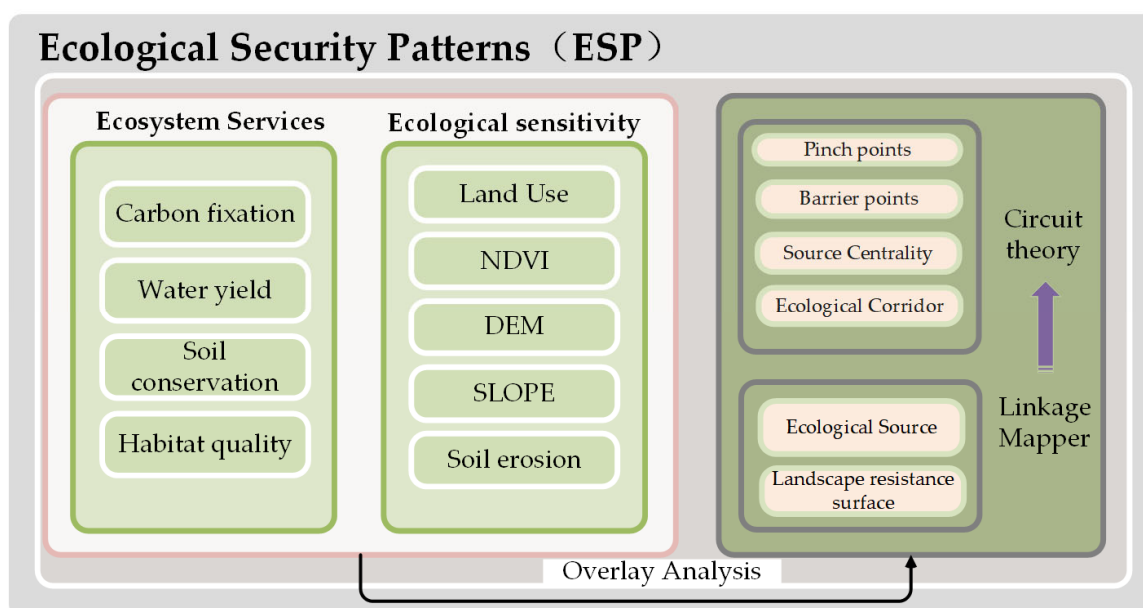 Ecological Security Patterns（ESP）
Ecosystem Services
Carbon fixation
Water yield
Soil
conservation
Habitat quality
Ecological sensitivity
Land Use
NDVI
DEM
SLOPE
Soil erosion
Pinch points
Barrier points
Source Centrality
Ecological Corridor
Ecological Source
Landscape resistance
surface
Circuit
theory
Linkage
Mapper
Overlay Analysis